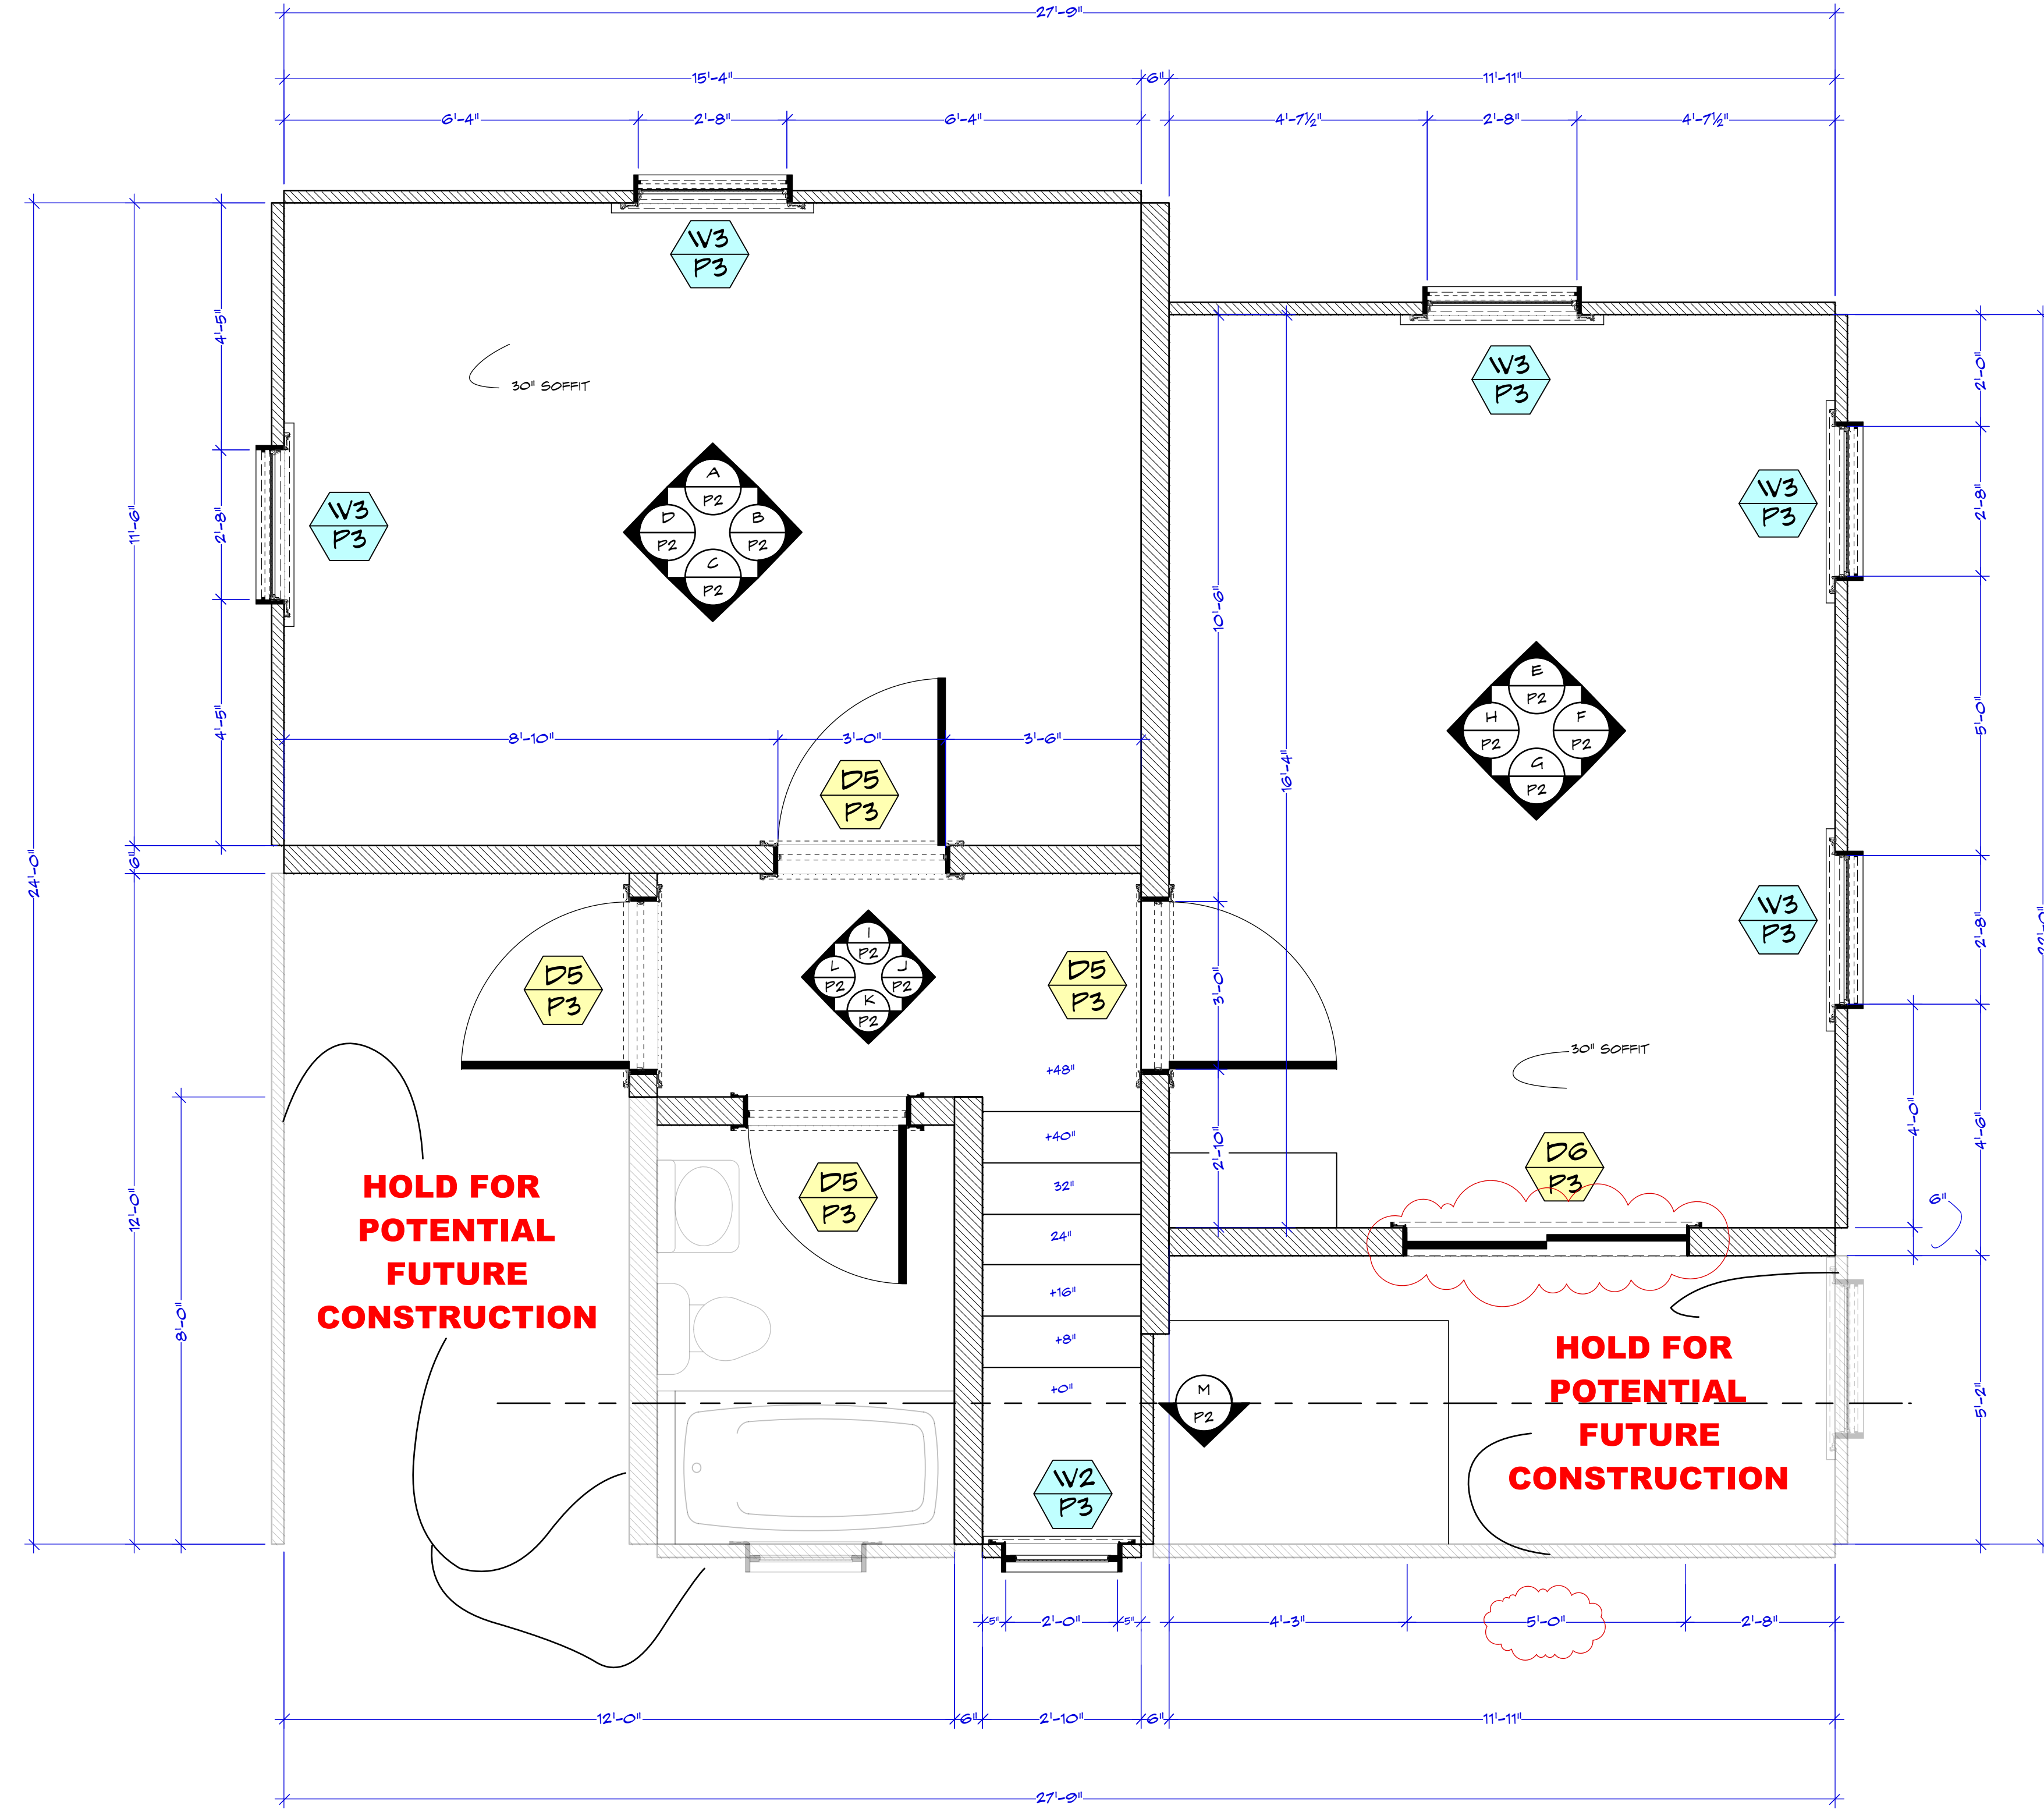 27'-9"
15'-4" 6" 11'-11"
6'-4" 2'-8" 6'-4" 4'-7½" 2'-8" 4'-7½"
W3
P3
W3
P3
30" SOFFIT
4'-5"
2'-8"
4'-5"
11'-6"
6"
12'-0"
8'-0"
24'-0"
W3
P3
A
P2
D
P2
B
P2
C
P2
8'-10" 3'-0" 3'-6"
D5
P3
10'-6"
3'-0"
2'-10"
16'-4"
W3
P3
E
P2
H
P2
F
P2
G
P2
W3
P3
2'-0"
2'-8"
5'-0"
2'-8"
4'-6"
5'-2"
4'-0"
6"
22'-0"
D5
P3
I
P2
L
P2
J
P2
K
P2
D5
P3
30" SOFFIT
D6
P3
+48"
+40"
32"
24"
+16"
+8"
+0"
D5
P3
HOLD FOR
POTENTIAL
FUTURE
CONSTRUCTION
HOLD FOR
POTENTIAL
FUTURE
CONSTRUCTION
M
P2
W2
P3
5" 2'-0" 5" 4'-3" 5'-0" 2'-8"
12'-0" 6" 2'-10" 6" 11'-11"
27'-9"